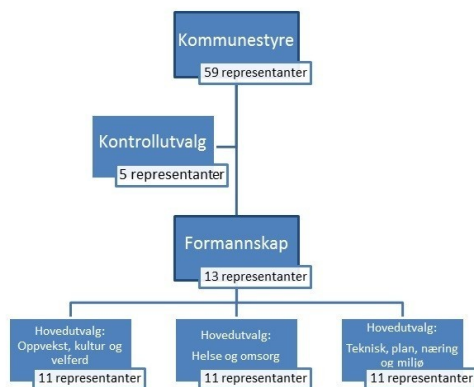 Kommunestyre
59 representanter
Kontrollutvalg
5 representanter
Formannskap
13 representanter
Hovedutvalg:
Oppvekst, kultur og
velferd
11 representanter
Hovedutvalg:
Helse og omsorg
11 representanter
Hovedutvalg:
Teknisk, plan, næring
og miljø
11 representanter